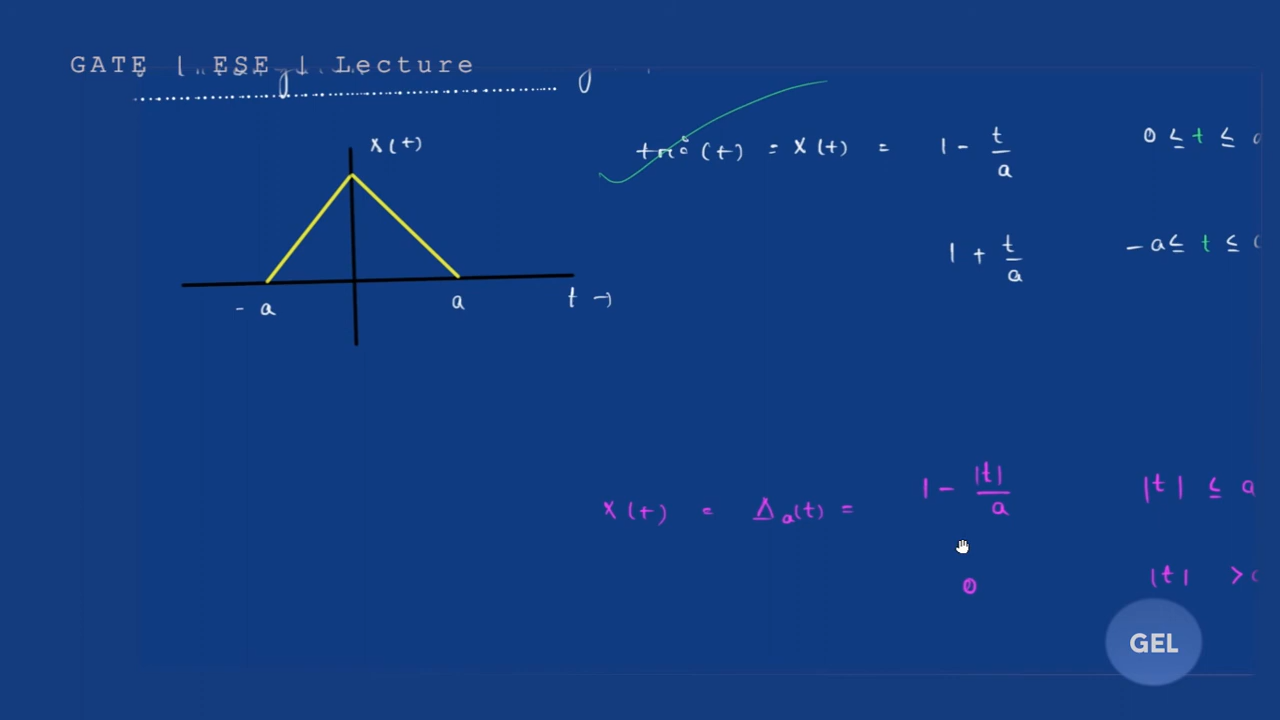 GATE | ESE | Lecture
x(t)
tri(t) = x(t) = 1 - t/a 0 ≤ t ≤
1 + t/a -a ≤ t ≤
-a a t →
x(t) = Δa(t) = 1 - |t|/a |t| ≤ a
0 |t| >
GEL